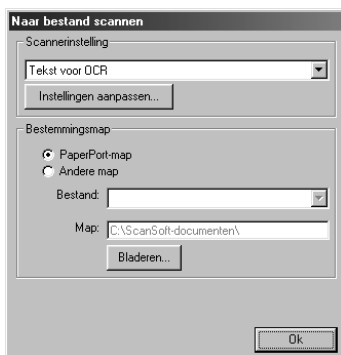 Naar bestand scannen
Scannerinstelling
Tekst voor OCR
Instellingen aanpassen...
Bestemmingsmap
PaperPort-map
Andere map
Bestand:
Map: C:\ScanSoft-documenten\
Bladeren...
Ok